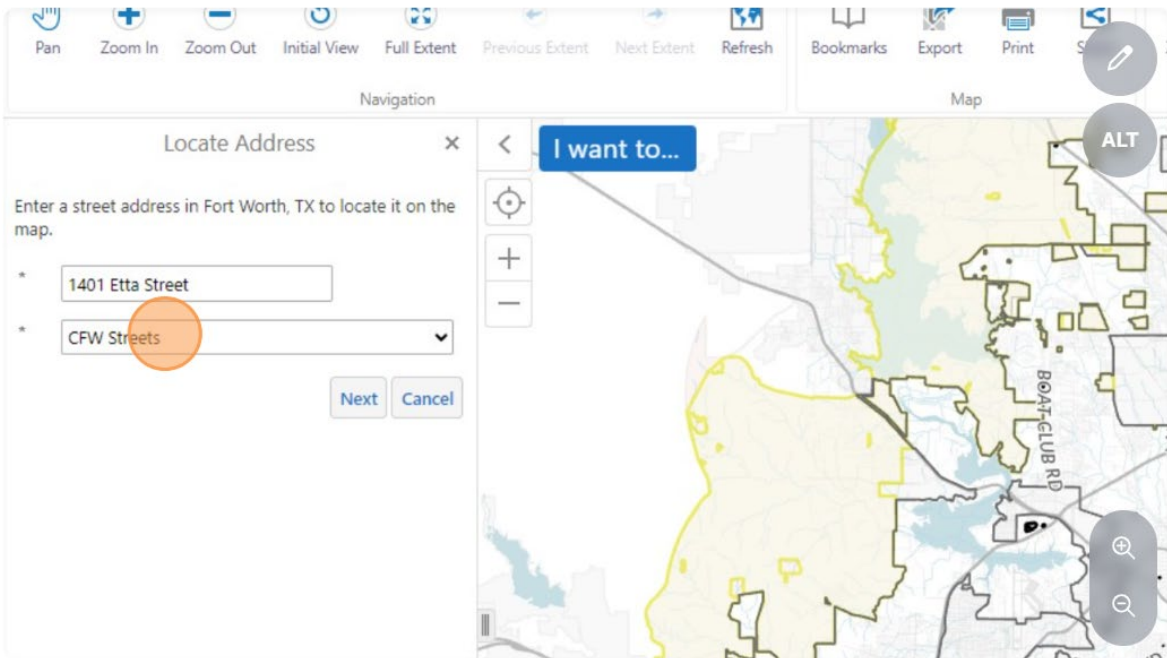 Pan Zoom In Zoom Out Initial View Full Extent Previous Extent Next Extent Refresh Bookmarks Export Print
Navigation Map
Locate Address ×
I want to...
ALT
Enter a street address in Fort Worth, TX to locate it on the
map.
* 1401 Etta Street
* CFW Streets
Next Cancel
BOAT CLUB RD